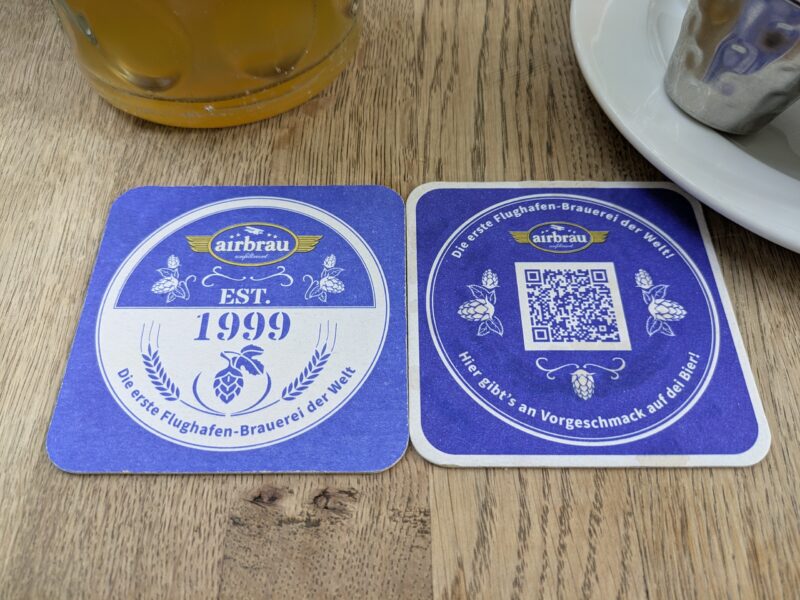 airbräu
EST.
1999
Die erste Flughafen-Brauerei der Welt
Die erste Flughafen-Brauerei der Welt!
airbräu
Hier gibt's an Vorgeschmack auf dei Bier!